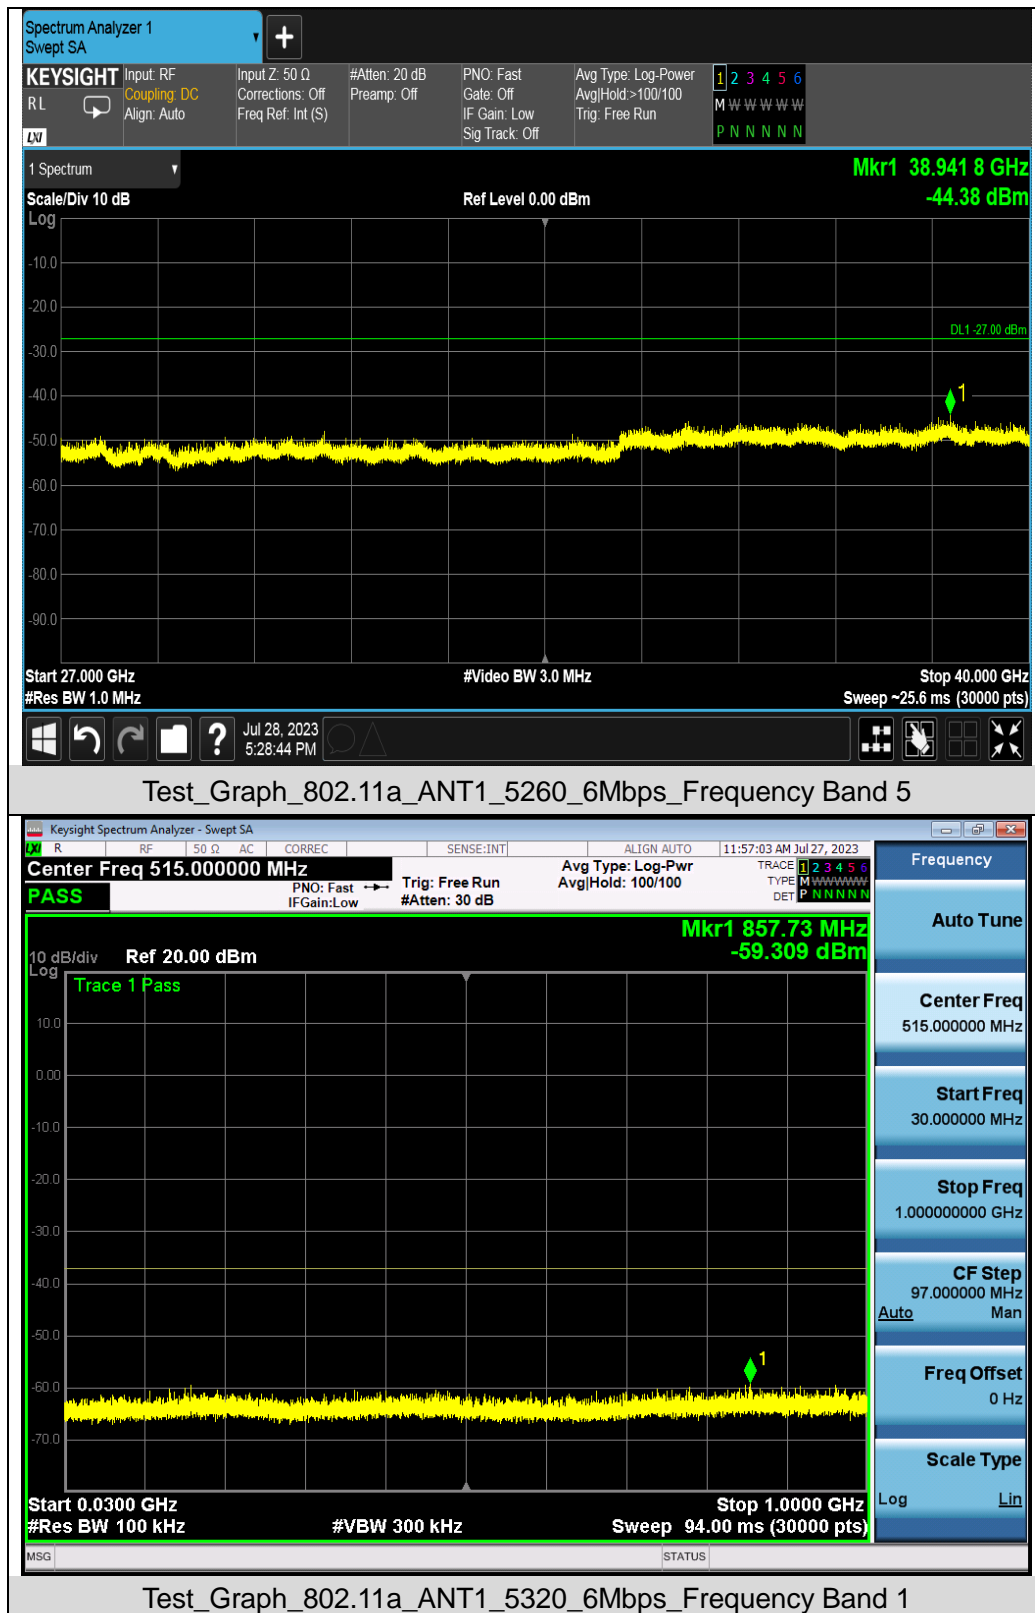 Spectrum Analyzer 1
Swept SA
KEYSIGHT
R L
LXI
Input: RF
Coupling: DC
Align: Auto
Input Z: 50 Ω
Corrections: Off
Freq Ref: Int (S)
#Atten: 20 dB
Preamp: Off
PNO: Fast
Gate: Off
IF Gain: Low
Sig Track: Off
Avg Type: Log-Power
Avg|Hold:>100/100
Trig: Free Run
1 2 3 4 5 6
M W W W W W
P N N N N N
1 Spectrum
Mkr1 38.941 8 GHz
-44.38 dBm
Scale/Div 10 dB
Ref Level 0.00 dBm
Log
-10.0
-20.0
DL1 -27.00 dBm
-30.0
-40.0
1
-50.0
-60.0
-70.0
-80.0
-90.0
Start 27.000 GHz
#Video BW 3.0 MHz
Stop 40.000 GHz
#Res BW 1.0 MHz
Sweep ~25.6 ms (30000 pts)
?
Jul 28, 2023
5:28:44 PM
Test_Graph_802.11a_ANT1_5260_6Mbps_Frequency Band 5
Keysight Spectrum Analyzer - Swept SA
LXI R RF 50 Ω AC CORREC SENSE:INT ALIGN AUTO 11:57:03 AM Jul 27, 2023
Center Freq 515.000000 MHz
PASS
PNO: Fast
IFGain:Low
Trig: Free Run
#Atten: 30 dB
Avg Type: Log-Pwr
Avg|Hold: 100/100
TRACE 1 2 3 4 5 6
TYPE M W W W W W
DET P N N N N N
Mkr1 857.73 MHz
-59.309 dBm
10 dB/div
Ref 20.00 dBm
Log
Trace 1 Pass
10.0
0.00
-10.0
-20.0
-30.0
-40.0
-50.0
1
-60.0
-70.0
Start 0.0300 GHz
Stop 1.0000 GHz
#Res BW 100 kHz
#VBW 300 kHz
Sweep 94.00 ms (30000 pts)
MSG
STATUS
Frequency
Auto Tune
Center Freq
515.000000 MHz
Start Freq
30.000000 MHz
Stop Freq
1.000000000 GHz
CF Step
97.000000 MHz
Auto Man
Freq Offset
0 Hz
Scale Type
Log Lin
Test_Graph_802.11a_ANT1_5320_6Mbps_Frequency Band 1